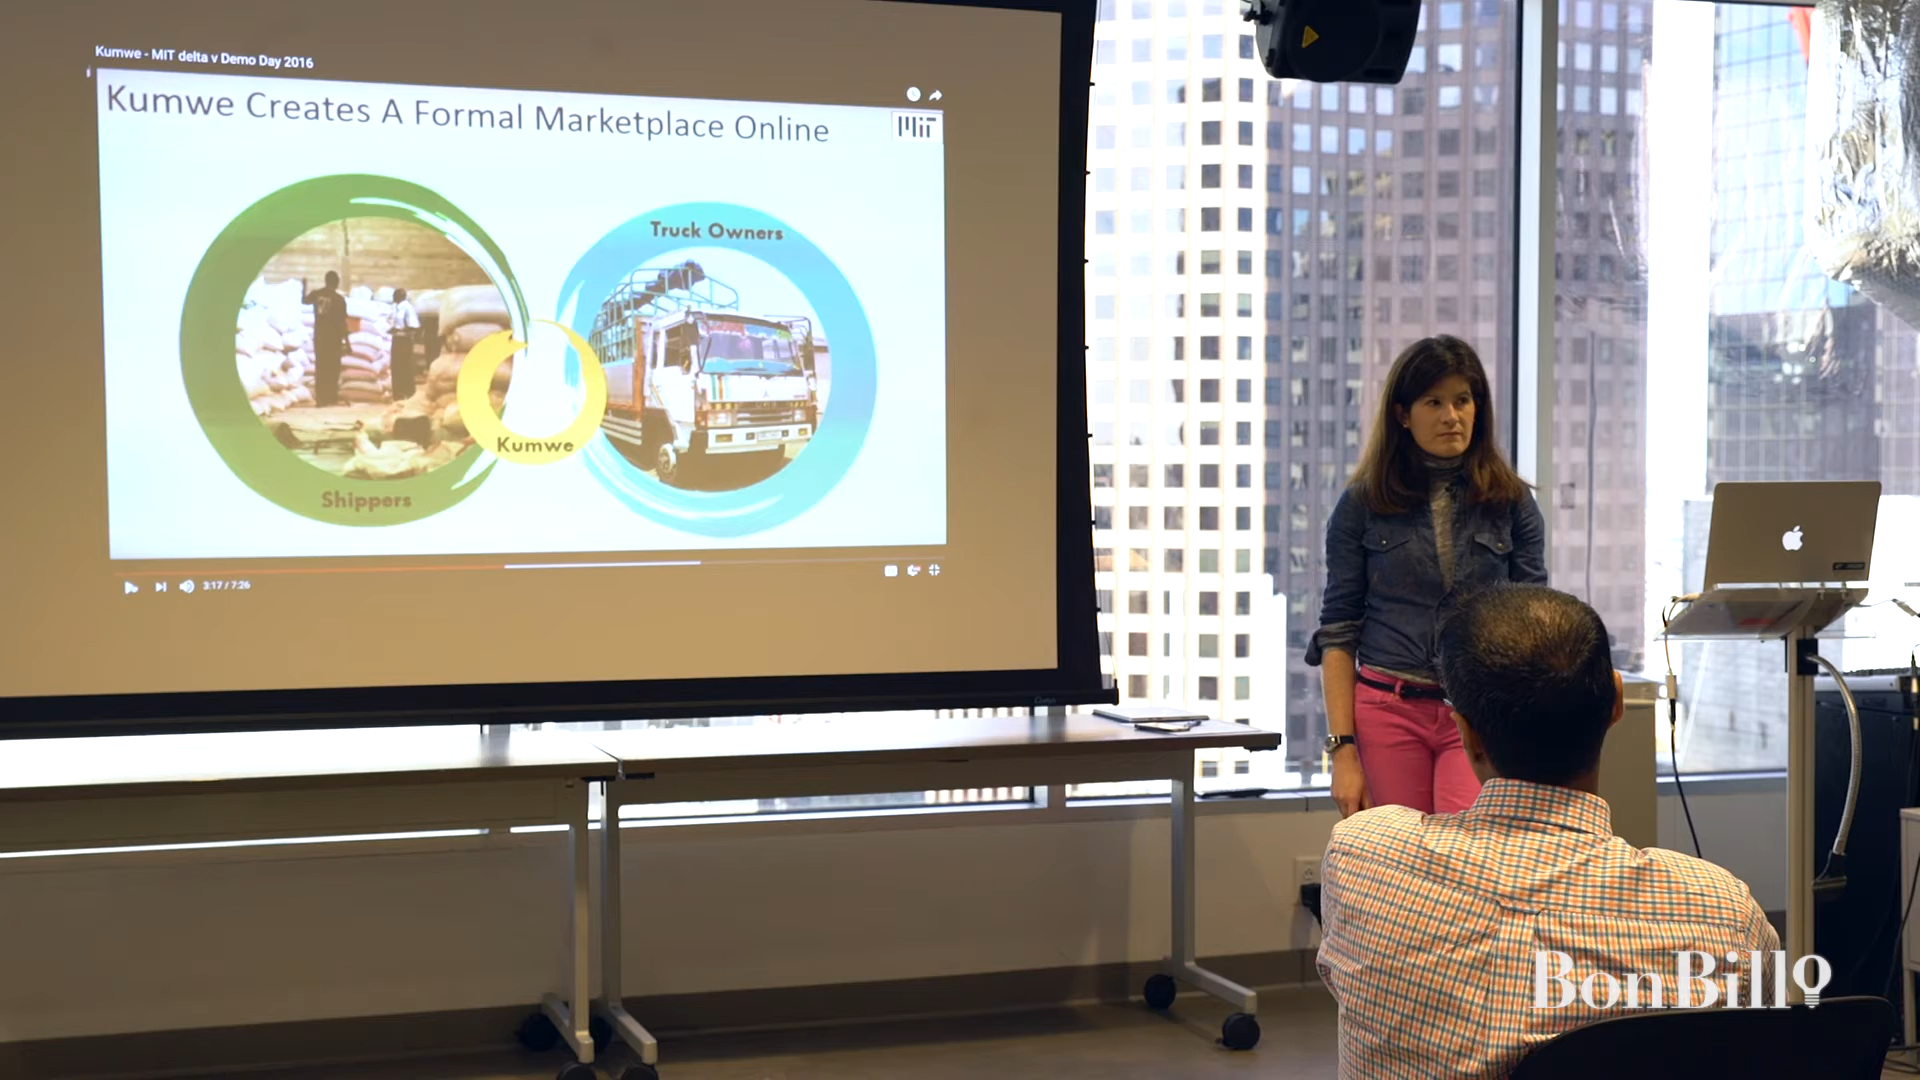 Kumwe - MIT delta v Demo Day 2016
Kumwe Creates A Formal Marketplace Online
MIT
Truck Owners
Kumwe
Shippers
3:17 / 7:26
BonBillo